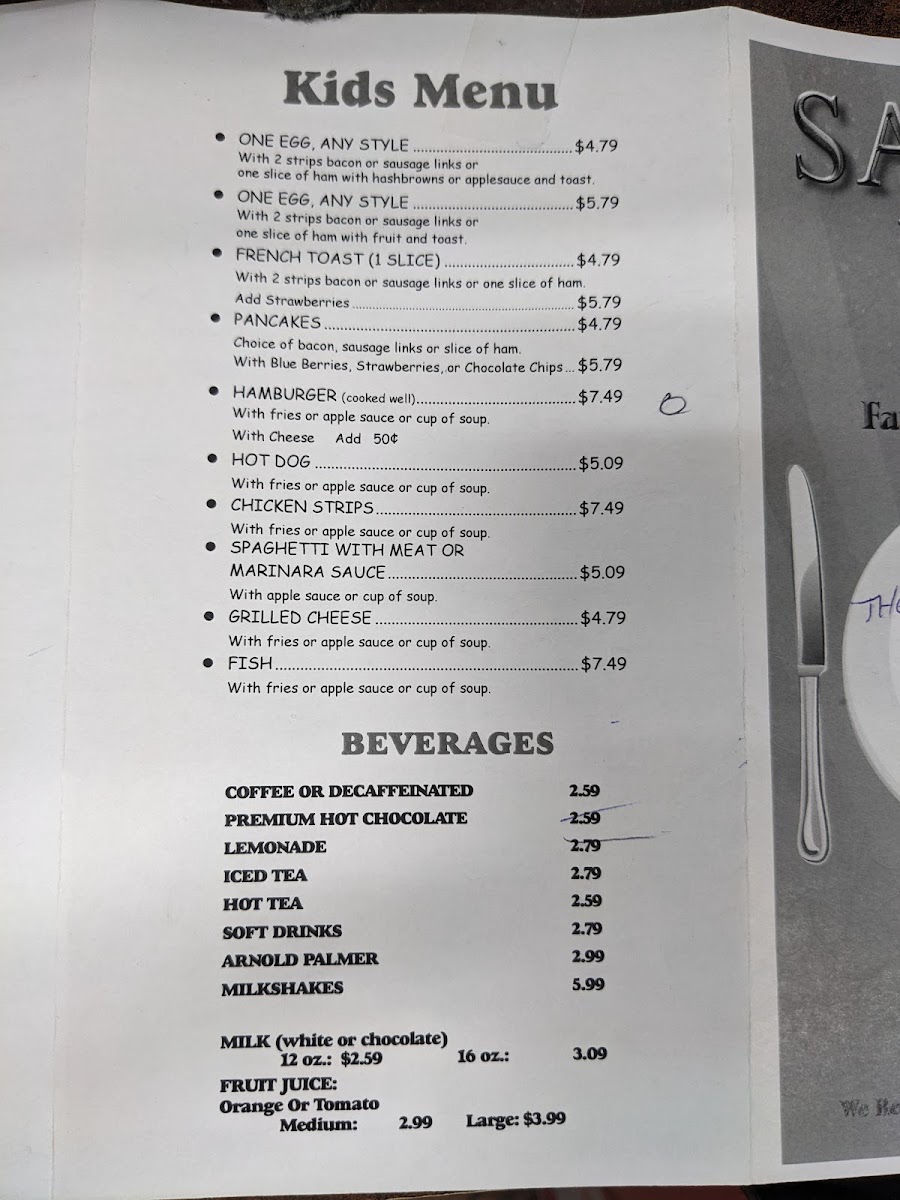 Kids Menu
ONE EGG, ANY STYLE ........ $4.79
With 2 strips bacon or sausage links or
one slice of ham with hashbrowns or applesauce and toast.
ONE EGG, ANY STYLE ........ $5.79
With 2 strips bacon or sausage links or
one slice of ham with fruit and toast.
FRENCH TOAST (1 SLICE) ........ $4.79
With 2 strips bacon or sausage links or one slice of ham.
Add Strawberries ........ $5.79
PANCAKES ........ $4.79
Choice of bacon, sausage links or slice of ham.
With Blue Berries, Strawberries, or Chocolate Chips ... $5.79
HAMBURGER (cooked well) ........ $7.49
With fries or apple sauce or cup of soup.
With Cheese Add 50¢
HOT DOG ........ $5.09
With fries or apple sauce or cup of soup.
CHICKEN STRIPS ........ $7.49
With fries or apple sauce or cup of soup.
SPAGHETTI WITH MEAT OR
MARINARA SAUCE ........ $5.09
With apple sauce or cup of soup.
GRILLED CHEESE ........ $4.79
With fries or apple sauce or cup of soup.
FISH ........ $7.49
With fries or apple sauce or cup of soup.
BEVERAGES
COFFEE OR DECAFFEINATED 2.59
PREMIUM HOT CHOCOLATE 2.59
LEMONADE 2.79
ICED TEA 2.79
HOT TEA 2.59
SOFT DRINKS 2.79
ARNOLD PALMER 2.99
MILKSHAKES 5.99
MILK (white or chocolate)
12 oz.: $2.59 16 oz.: 3.09
FRUIT JUICE:
Orange Or Tomato
Medium: 2.99 Large: $3.99
SA
Fa
THE
We Re